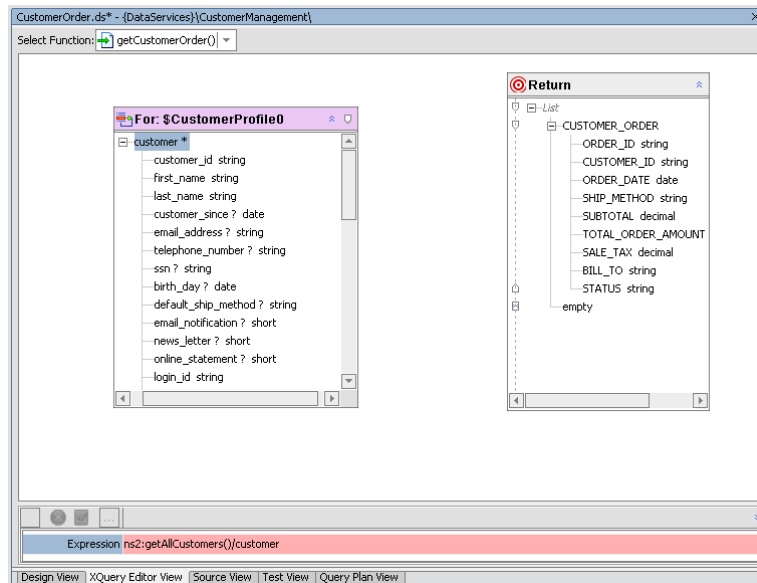 CustomerOrder.ds* - {DataServices}\CustomerManagement\
Select Function: getCustomerOrder()
For: $CustomerProfile0
customer *
customer_id string
first_name string
last_name string
customer_since ? date
email_address ? string
telephone_number ? string
ssn ? string
birth_day ? date
default_ship_method ? string
email_notification ? short
news_letter ? short
online_statement ? short
login_id string
Return
List
CUSTOMER_ORDER
ORDER_ID string
CUSTOMER_ID string
ORDER_DATE date
SHIP_METHOD string
SUBTOTAL decimal
TOTAL_ORDER_AMOUNT
SALE_TAX decimal
BILL_TO string
STATUS string
empty
Expression ns2:getAllCustomers()/customer
Design View XQuery Editor View Source View Test View Query Plan View